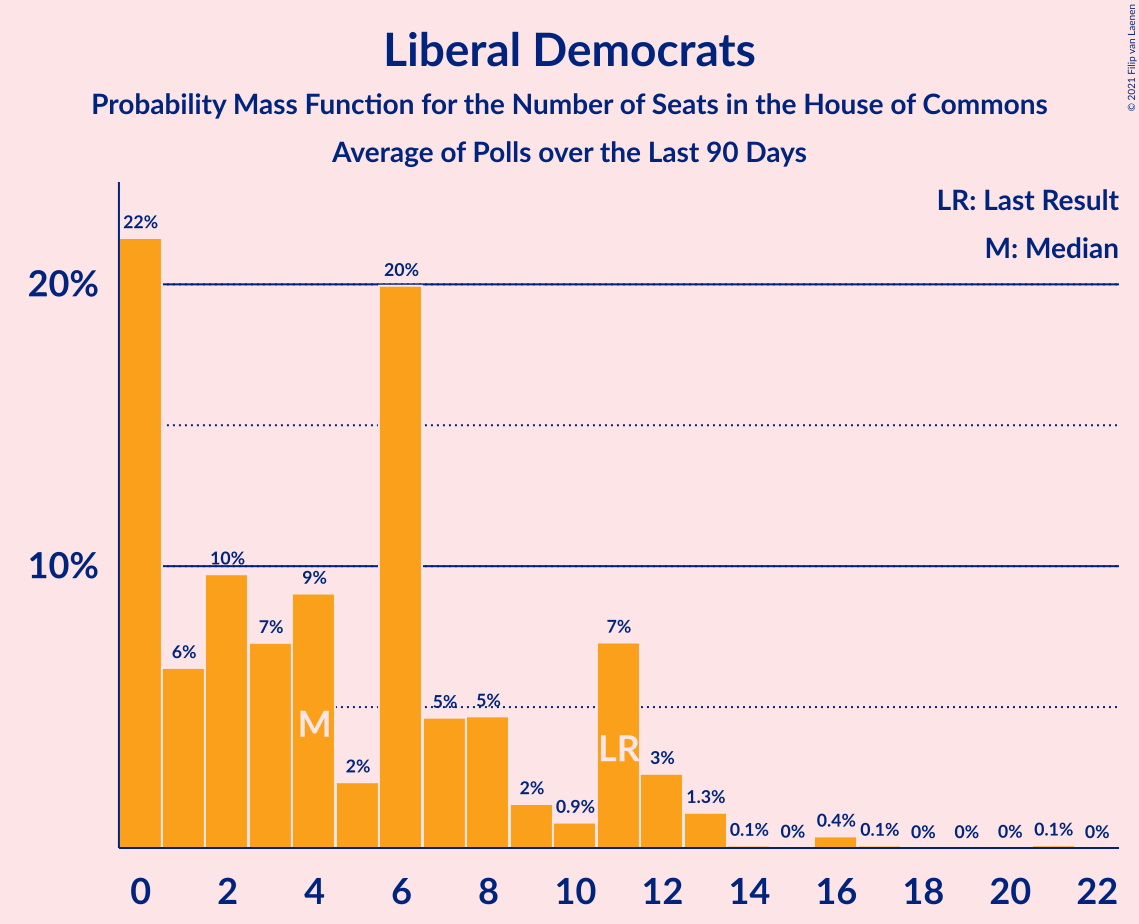 Liberal Democrats
Probability Mass Function for the Number of Seats in the House of Commons
Average of Polls over the Last 90 Days
© 2021 Filip van Laenen
LR: Last Result
M: Median
20%
10%
22%
6%
10%
7%
9%
2%
20%
5%
5%
2%
0.9%
7%
3%
1.3%
0.1%
0%
0.4%
0.1%
0%
0%
0%
0.1%
0%
M
LR
0 2 4 6 8 10 12 14 16 18 20 22